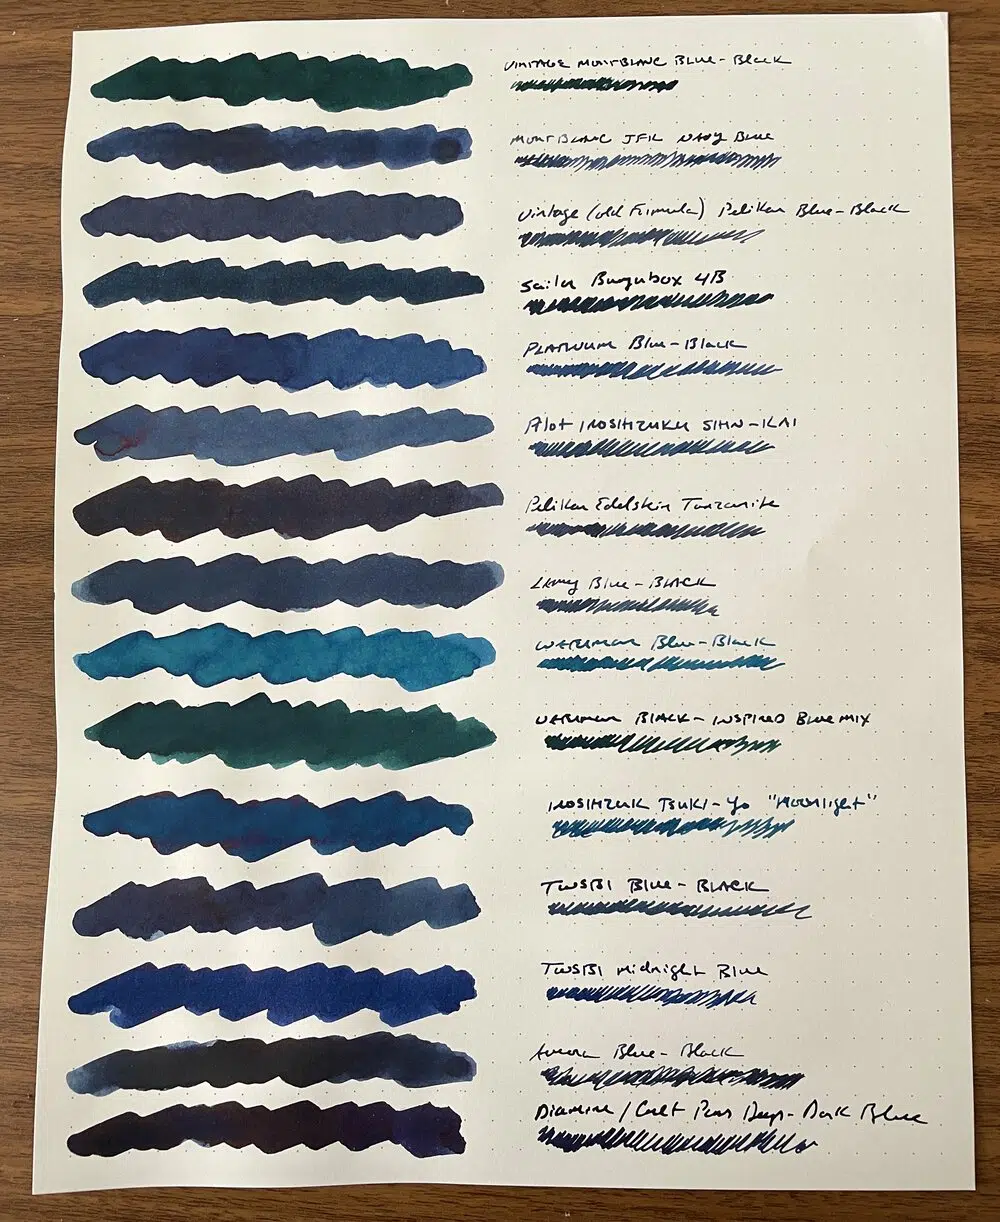 VINTAGE MONTBLANC BLUE-BLACK
MONTBLANC JFK NAVY BLUE
Vintage (old Formula) Pelikan Blue-Black
Sailor Bungubox 4B
PLATINUM Blue-Black
Pilot IROSHIZUKU SHIN-KAI
Pelikan Edelstein Tanzanite
LAMY Blue-BLACK
WATERMAN Blue-Black
WATERMAN BLACK-INSPIRED Blue MIX
IROSHIZUK TSUKI-Yo "Moonlight"
TWSBI Blue-BLACK
TWSBI Midnight Blue
Aurora Blue-Black
Diamine/Cult Pens Deep-Dark Blue